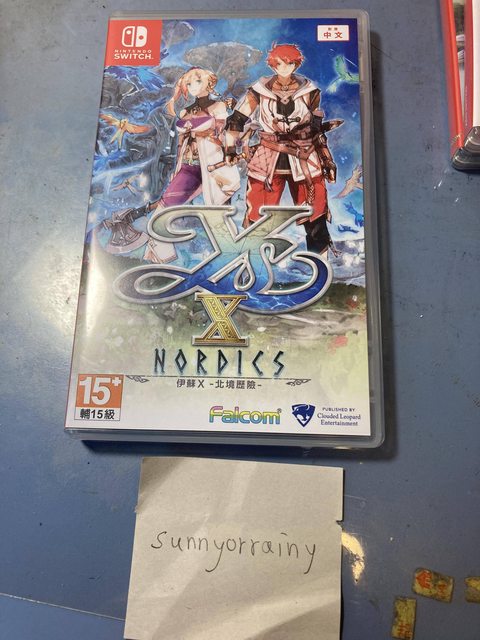 NINTENDO
SWITCH
中文
Ys
X
NORDICS
伊蘇X -北境歷險-
15+
輔15級
Falcom
PUBLISHED BY
Clouded Leopard
Entertainment
sunnyorrainy